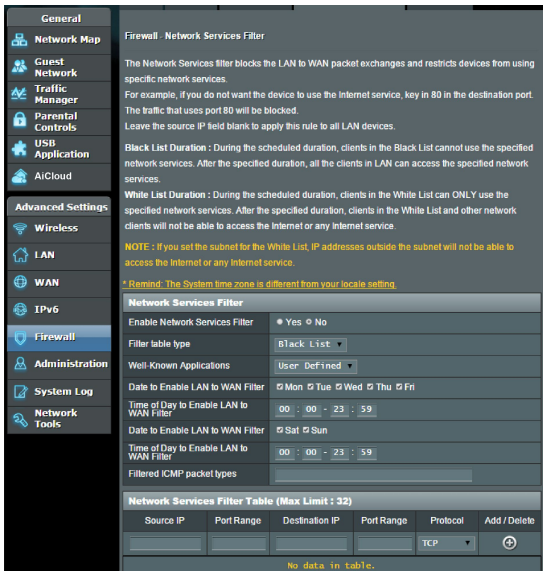 General
Network Map
Guest
Network
Traffic
Manager
Parental
Controls
USB
Application
AiCloud
Advanced Settings
Wireless
LAN
WAN
IPv6
Firewall
Administration
System Log
Network
Tools
Firewall - Network Services Filter
The Network Services filter blocks the LAN to WAN packet exchanges and restricts devices from using
specific network services.
For example, if you do not want the device to use the Internet service, key in 80 in the destination port.
The traffic that uses port 80 will be blocked.
Leave the source IP field blank to apply this rule to all LAN devices.
Black List Duration : During the scheduled duration, clients in the Black List cannot use the specified
network services. After the specified duration, all the clients in LAN can access the specified network
services.
White List Duration : During the scheduled duration, clients in the White List can ONLY use the
specified network services. After the specified duration, clients in the White List and other network
clients will not be able to access the Internet or any Internet service.
NOTE : If you set the subnet for the White List, IP addresses outside the subnet will not be able to
access the Internet or any Internet service.
* Remind: The System time zone is different from your locale setting.
Network Services Filter
Enable Network Services Filter Yes No
Filter table type Black List
Well-Known Applications User Defined
Date to Enable LAN to WAN Filter Mon Tue Wed Thu Fri
Time of Day to Enable LAN to
WAN Filter 00 : 00 - 23 : 59
Date to Enable LAN to WAN Filter Sat Sun
Time of Day to Enable LAN to
WAN Filter 00 : 00 - 23 : 59
Filtered ICMP packet types
Network Services Filter Table (Max Limit : 32)
Source IP Port Range Destination IP Port Range Protocol Add / Delete
TCP
No data in table.